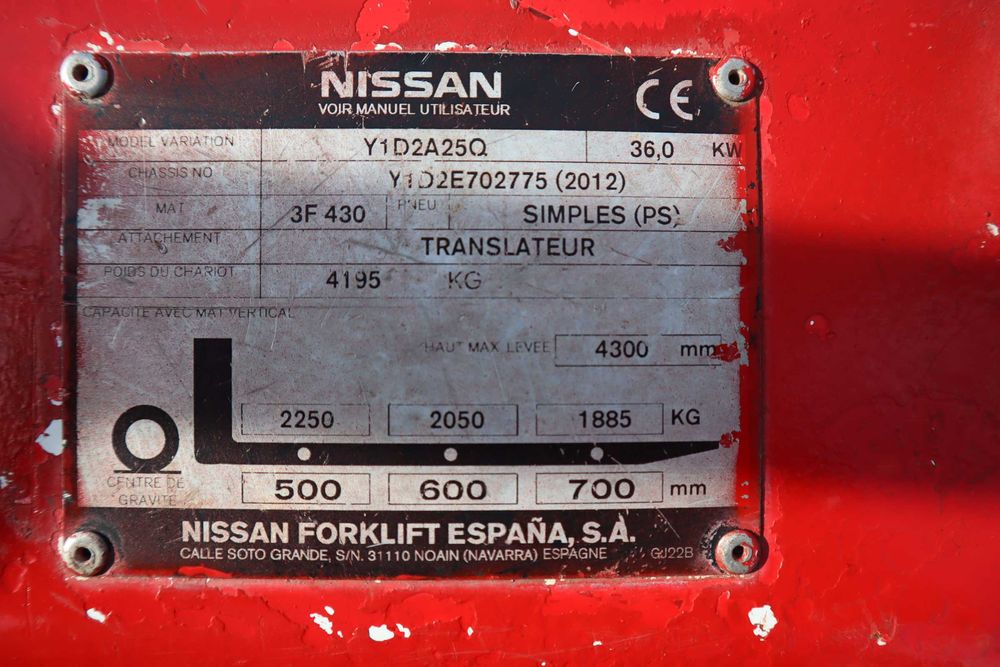 NISSAN
VOIR MANUEL UTILISATEUR
CE
MODEL VARIATION Y1D2A25Q 36,0 KW
CHASSIS NO Y1D2E702775 (2012)
MAT 3F 430 PNEU SIMPLES (PS)
ATTACHEMENT TRANSLATEUR
POIDS DU CHARIOT 4195 KG
CAPACITE AVEC MAT VERTICAL
HAUT MAX LEVEE 4300 mm
2250 2050 1885 KG
CENTRE DE GRAVITE 500 600 700 mm
NISSAN FORKLIFT ESPAÑA, S.A.
CALLE SOTO GRANDE, S/N. 31110 NOAIN (NAVARRA) ESPAGNE GJ22B